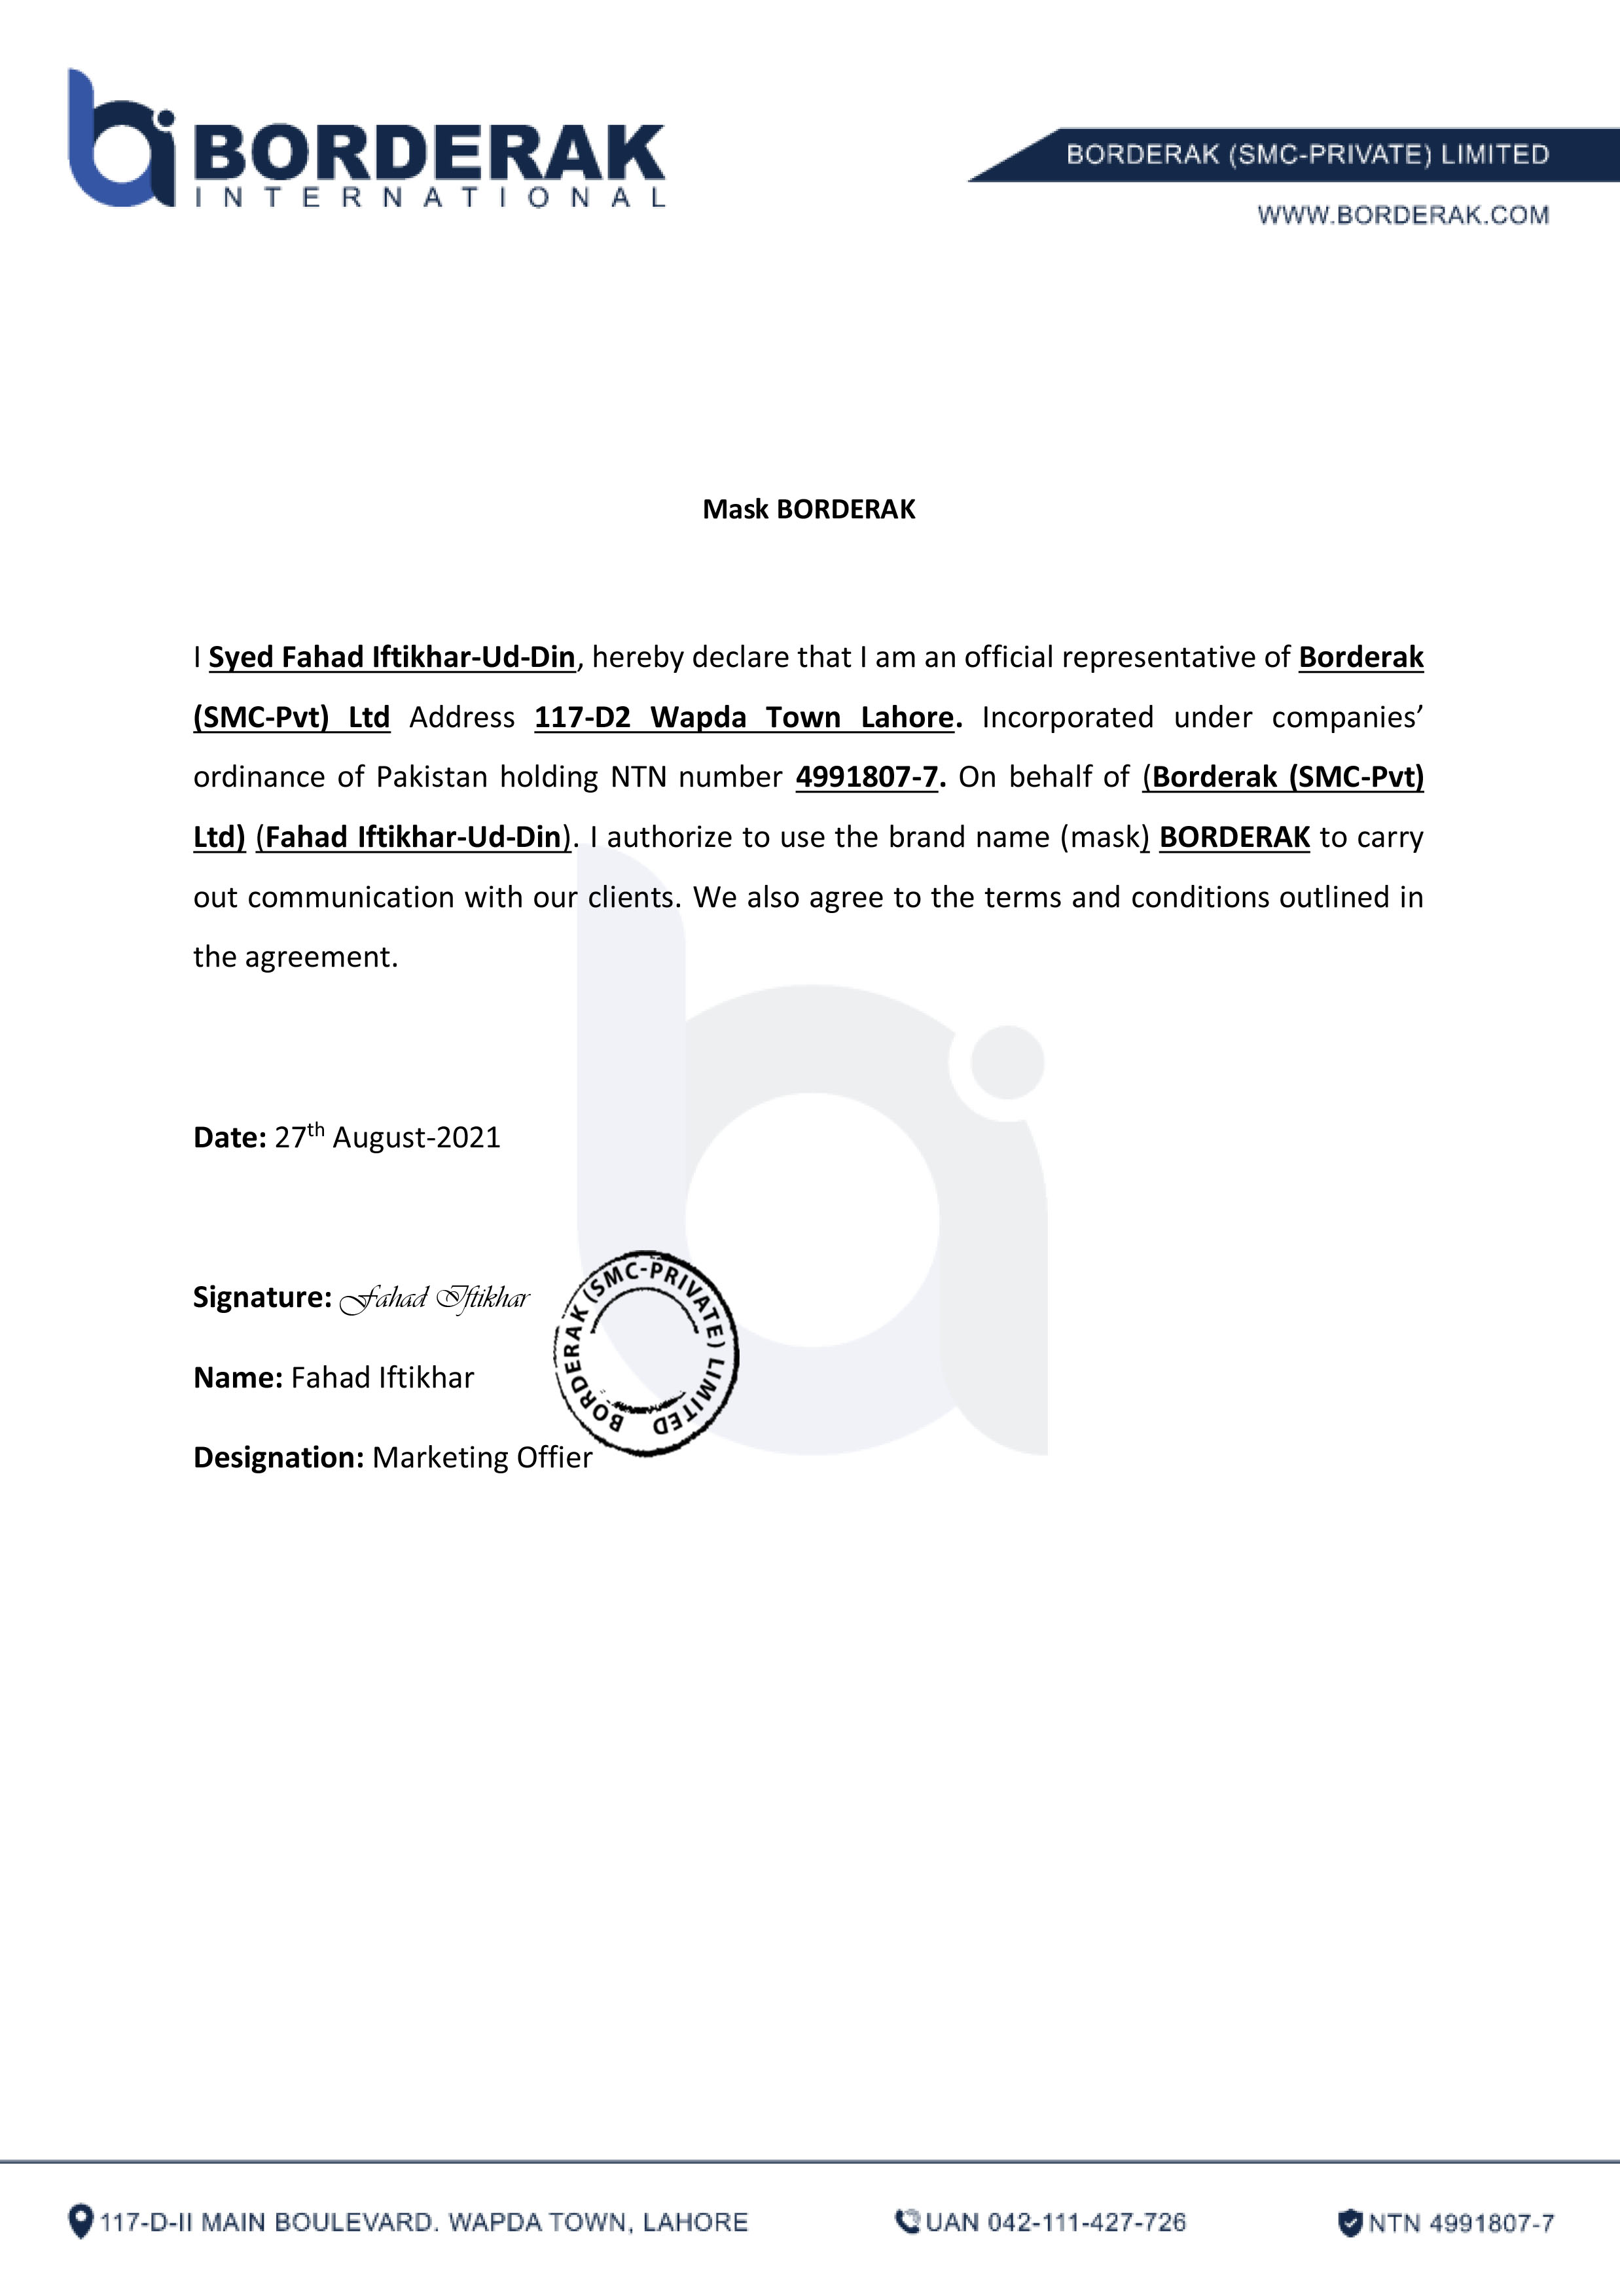 BORDERAK
INTERNATIONAL
BORDERAK (SMC-PRIVATE) LIMITED
WWW.BORDERAK.COM
Mask BORDERAK
I Syed Fahad Iftikhar-Ud-Din, hereby declare that I am an official representative of Borderak
(SMC-Pvt) Ltd Address 117-D2 Wapda Town Lahore. Incorporated under companies’
ordinance of Pakistan holding NTN number 4991807-7. On behalf of (Borderak (SMC-Pvt)
Ltd) (Fahad Iftikhar-Ud-Din). I authorize to use the brand name (mask) BORDERAK to carry
out communication with our clients. We also agree to the terms and conditions outlined in
the agreement.
Date: 27th August-2021
Signature: Fahad Iftikhar
Name: Fahad Iftikhar
Designation: Marketing Offier
BORDERAK (SMC-PRIVATE) LIMITED
117-D-II MAIN BOULEVARD. WAPDA TOWN, LAHORE
UAN 042-111-427-726
NTN 4991807-7